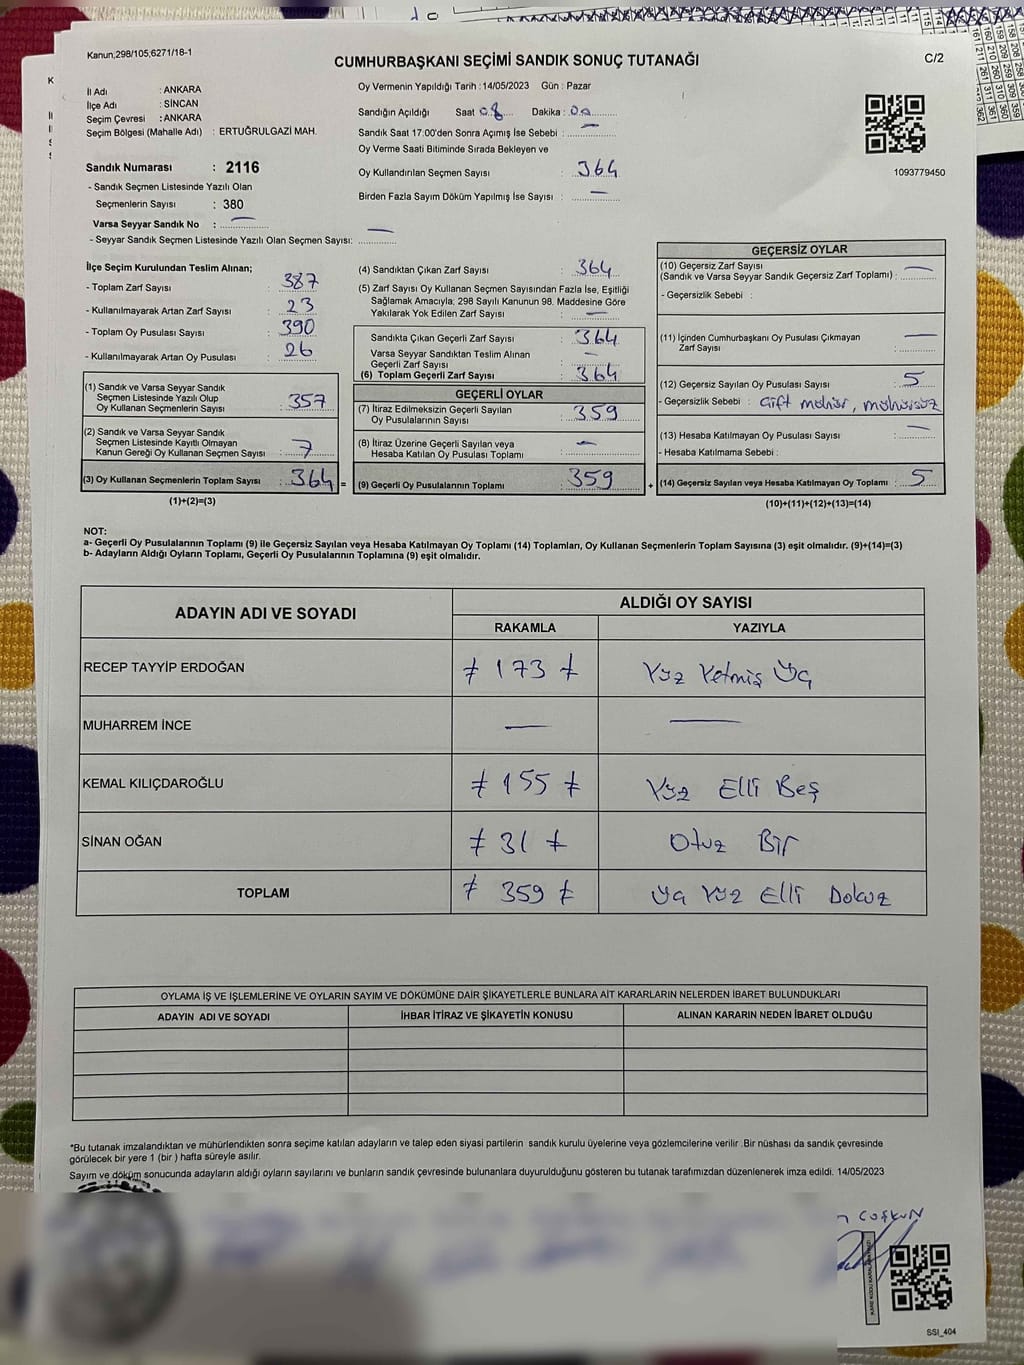 Kanun,298/105,6271/18-1
CUMHURBAŞKANI SEÇİMİ SANDIK SONUÇ TUTANAĞI
C/2
İl Adı : ANKARA
İlçe Adı : SİNCAN
Seçim Çevresi : ANKARA
Seçim Bölgesi (Mahalle Adı) : ERTUĞRULGAZİ MAH.
Sandık Numarası : 2116
- Sandık Seçmen Listesinde Yazılı Olan
Seçmenlerin Sayısı : 380
Varsa Seyyar Sandık No : —
- Seyyar Sandık Seçmen Listesinde Yazılı Olan Seçmen Sayısı: —
Oy Vermenin Yapıldığı Tarih : 14/05/2023 Gün : Pazar
Sandığın Açıldığı Saat 08 Dakika : 00
Sandık Saat 17.00'den Sonra Açımış İse Sebebi : —
Oy Verme Saati Bitiminde Sırada Bekleyen ve
Oy Kullandırılan Seçmen Sayısı : 364
Birden Fazla Sayım Döküm Yapılmış İse Sayısı : —
1093779450
İlçe Seçim Kurulundan Teslim Alınan;
- Toplam Zarf Sayısı : 387
- Kullanılmayarak Artan Zarf Sayısı : 23
- Toplam Oy Pusulası Sayısı : 390
- Kullanılmayarak Artan Oy Pusulası : 26
(1) Sandık ve Varsa Seyyar Sandık
Seçmen Listesinde Yazılı Olup
Oy Kullanan Seçmenlerin Sayısı : 357
(2) Sandık ve Varsa Seyyar Sandık
Seçmen Listesinde Kayıtlı Olmayan
Kanun Gereği Oy Kullanan Seçmen Sayısı : 7
(3) Oy Kullanan Seçmenlerin Toplam Sayısı : 364 =
(1)+(2)=(3)
(4) Sandıktan Çıkan Zarf Sayısı : 364
(5) Zarf Sayısı Oy Kullanan Seçmen Sayısından Fazla İse, Eşitliği
Sağlamak Amacıyla; 298 Sayılı Kanunun 98. Maddesine Göre
Yakılarak Yok Edilen Zarf Sayısı : —
Sandıkta Çıkan Geçerli Zarf Sayısı : 364
Varsa Seyyar Sandıktan Teslim Alınan
Geçerli Zarf Sayısı : —
(6) Toplam Geçerli Zarf Sayısı : 364
GEÇERLİ OYLAR
(7) İtiraz Edilmeksizin Geçerli Sayılan
Oy Pusulalarının Sayısı : 359
(8) İtiraz Üzerine Geçerli Sayılan veya
Hesaba Katılan Oy Pusulası Toplamı : —
(9) Geçerli Oy Pusulalarının Toplamı : 359 +
GEÇERSİZ OYLAR
(10) Geçersiz Zarf Sayısı
(Sandık ve Varsa Seyyar Sandık Geçersiz Zarf Toplamı) : —
- Geçersizlik Sebebi :
(11) İçinden Cumhurbaşkanı Oy Pusulası Çıkmayan
Zarf Sayısı : —
(12) Geçersiz Sayılan Oy Pusulası Sayısı : 5
- Geçersizlik Sebebi : Çift mühür, mühürsüz
(13) Hesaba Katılmayan Oy Pusulası Sayısı : —
- Hesaba Katılmama Sebebi :
(14) Geçersiz Sayılan veya Hesaba Katılmayan Oy Toplamı : 5
(10)+(11)+(12)+(13)=(14)
NOT:
a- Geçerli Oy Pusulalarının Toplamı (9) ile Geçersiz Sayılan veya Hesaba Katılmayan Oy Toplamı (14) Toplamları, Oy Kullanan Seçmenlerin Toplam Sayısına (3) eşit olmalıdır. (9)+(14)=(3)
b- Adayların Aldığı Oyların Toplamı, Geçerli Oy Pusulalarının Toplamına (9) eşit olmalıdır.
ADAYIN ADI VE SOYADI
ALDIĞI OY SAYISI
RAKAMLA YAZIYLA
RECEP TAYYİP ERDOĞAN ≠ 173 ≠ Yüz Yetmiş Üç
MUHARREM İNCE — —
KEMAL KILIÇDAROĞLU ≠ 155 ≠ Yüz Elli Beş
SİNAN OĞAN ≠ 31 ≠ Otuz Bir
TOPLAM ≠ 359 ≠ Üç Yüz Elli Dokuz
OYLAMA İŞ VE İŞLEMLERİNE VE OYLARIN SAYIM VE DÖKÜMÜNE DAİR ŞİKAYETLERLE BUNLARA AİT KARARLARIN NELERDEN İBARET BULUNDUKLARI
ADAYIN ADI VE SOYADI İHBAR İTİRAZ VE ŞİKAYETİN KONUSU ALINAN KARARIN NEDEN İBARET OLDUĞU
*Bu tutanak imzalandıktan ve mühürlendikten sonra seçime katılan adayların ve talep eden siyasi partilerin sandık kurulu üyelerine veya gözlemcilerine verilir .Bir nüshası da sandık çevresinde
görülecek bir yere 1 (bir ) hafta süreyle asılır.
Sayım ve döküm sonucunda adayların aldığı oyların sayılarını ve bunların sandık çevresinde bulunanlara duyurulduğunu gösteren bu tutanak tarafımızdan düzenlenerek imza edildi. 14/05/2023
COŞKUN
SSI_404